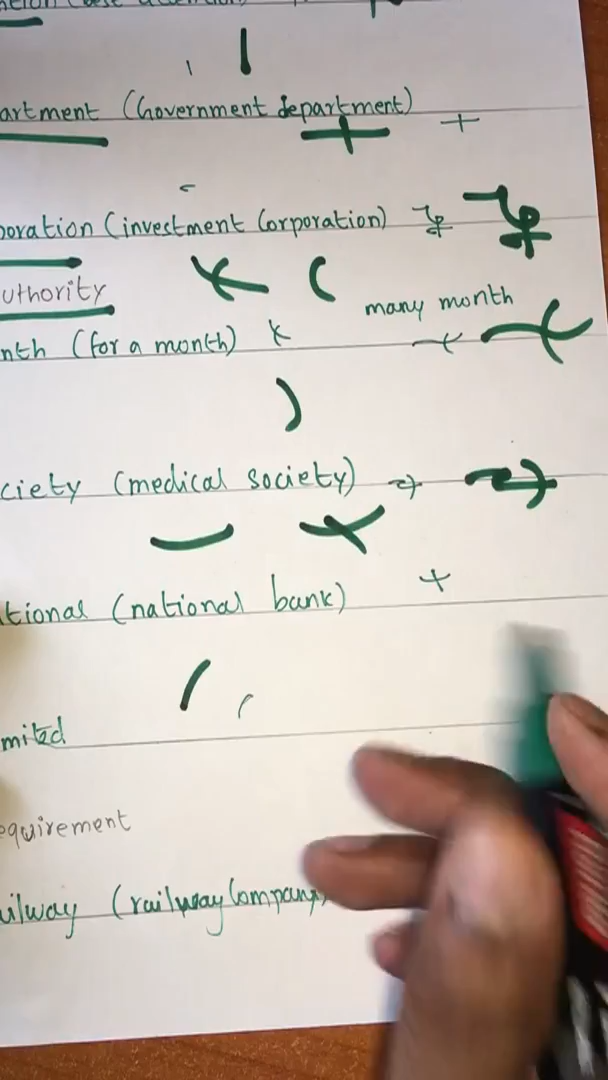 artment (Government department)
poration (investment Corporation)
uthority
many month
nth (for a month)
ciety (medical society)
tional (national bank)
mited
equirement
ilway (railway Company)